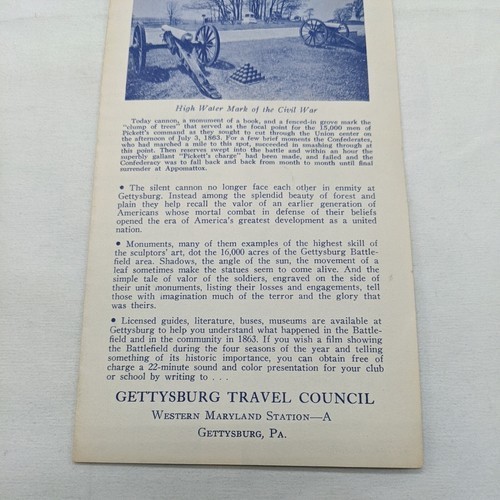 High Water Mark of the Civil War
Today cannon, a monument of a book, and a fenced-in grove mark the
"clump of trees" that served as the focal point for the 15,000 men of
Pickett's command as they sought to cut through the Union center on
the afternoon of July 3, 1863. For a few brief moments the Confederates,
who had marched a mile to this spot, succeeded in smashing through at
this point. Then reserves swept into the battle and within an hour the
superbly gallant "Pickett's charge" had been made, and failed and the
Confederacy was to fall back and back from month to month until final
surrender at Appomattox.
• The silent cannon no longer face each other in enmity at
Gettysburg. Instead among the splendid beauty of forest and
plain they help recall the valor of an earlier generation of
Americans whose mortal combat in defense of their beliefs
opened the era of America's greatest development as a united
nation.
• Monuments, many of them examples of the highest skill of
the sculptors' art, dot the 16,000 acres of the Gettysburg Battle-
field area. Shadows, the angle of the sun, the movement of a
leaf sometimes make the statues seem to come alive. And the
simple tale of valor of the soldiers, engraved on the side of
their unit monuments, listing their losses and engagements, tell
those with imagination much of the terror and the glory that
was theirs.
• Licensed guides, literature, buses, museums are available at
Gettysburg to help you understand what happened in the Battle-
field and in the community in 1863. If you wish a film showing
the Battlefield during the four seasons of the year and telling
something of its historic importance, you can obtain free of
charge a 22-minute sound and color presentation for your club
or school by writing to . . .
GETTYSBURG TRAVEL COUNCIL
WESTERN MARYLAND STATION—A
GETTYSBURG, PA.